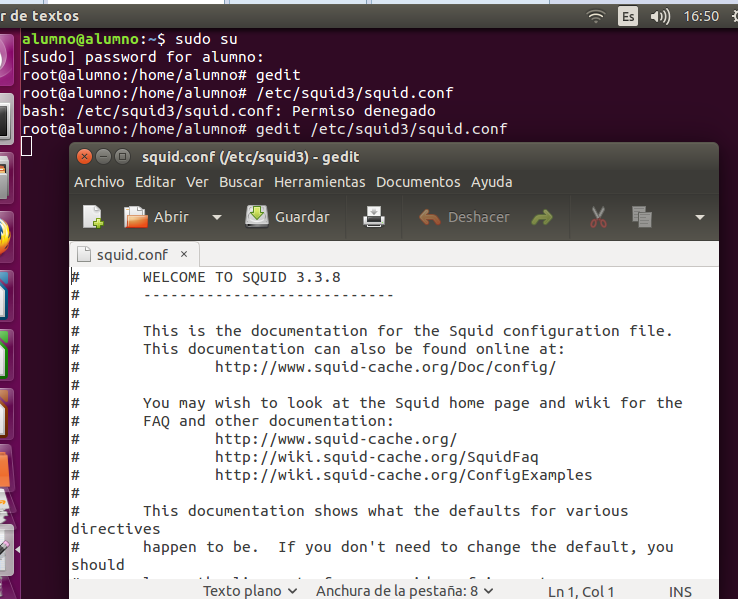 r de textos
Es
16:50
alumno@alumno:~$ sudo su
[sudo] password for alumno:
root@alumno:/home/alumno# gedit
root@alumno:/home/alumno# /etc/squid3/squid.conf
bash: /etc/squid3/squid.conf: Permiso denegado
root@alumno:/home/alumno# gedit /etc/squid3/squid.conf
squid.conf (/etc/squid3) - gedit
Archivo Editar Ver Buscar Herramientas Documentos Ayuda
Abrir Guardar Deshacer
squid.conf ×
# WELCOME TO SQUID 3.3.8
# ----------------------------
#
# This is the documentation for the Squid configuration file.
# This documentation can also be found online at:
# http://www.squid-cache.org/Doc/config/
#
# You may wish to look at the Squid home page and wiki for the
# FAQ and other documentation:
# http://www.squid-cache.org/
# http://wiki.squid-cache.org/SquidFaq
# http://wiki.squid-cache.org/ConfigExamples
#
# This documentation shows what the defaults for various
directives
# happen to be. If you don't need to change the default, you
should
Texto plano Anchura de la pestaña: 8 Ln 1, Col 1 INS